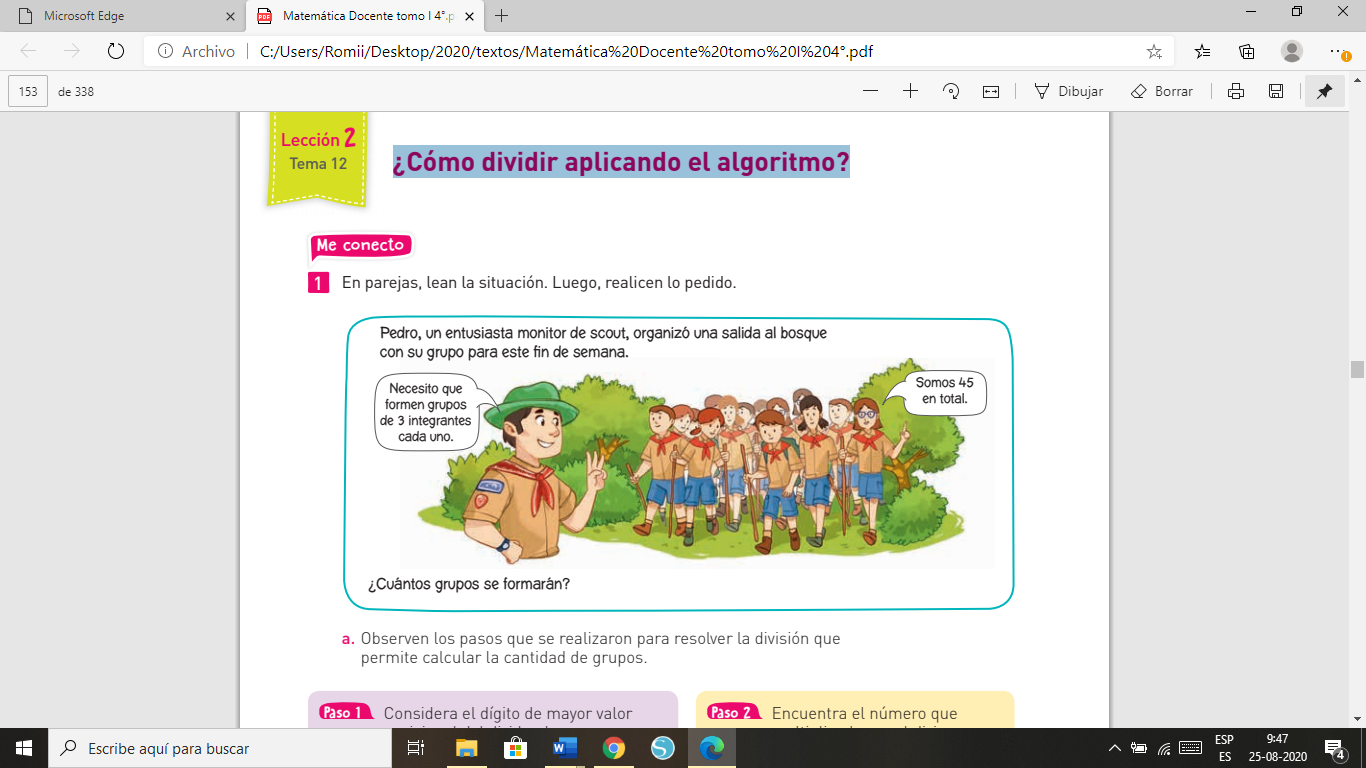 Microsoft Edge
Matemática Docente tomo I 4°.p
Archivo
C:/Users/Romii/Desktop/2020/textos/Matemática%20Docente%20tomo%20I%204°.pdf
153 de 338
Dibujar
Borrar
Lección 2
Tema 12
¿Cómo dividir aplicando el algoritmo?
Me conecto
1 En parejas, lean la situación. Luego, realicen lo pedido.
Pedro, un entusiasta monitor de scout, organizó una salida al bosque
con su grupo para este fin de semana.
Necesito que
formen grupos
de 3 integrantes
cada uno.
Somos 45
en total.
¿Cuántos grupos se formarán?
a. Observen los pasos que se realizaron para resolver la división que
permite calcular la cantidad de grupos.
Paso 1 Considera el dígito de mayor valor
Paso 2 Encuentra el número que
Escribe aquí para buscar
ESP
ES
9:47
25-08-2020
4